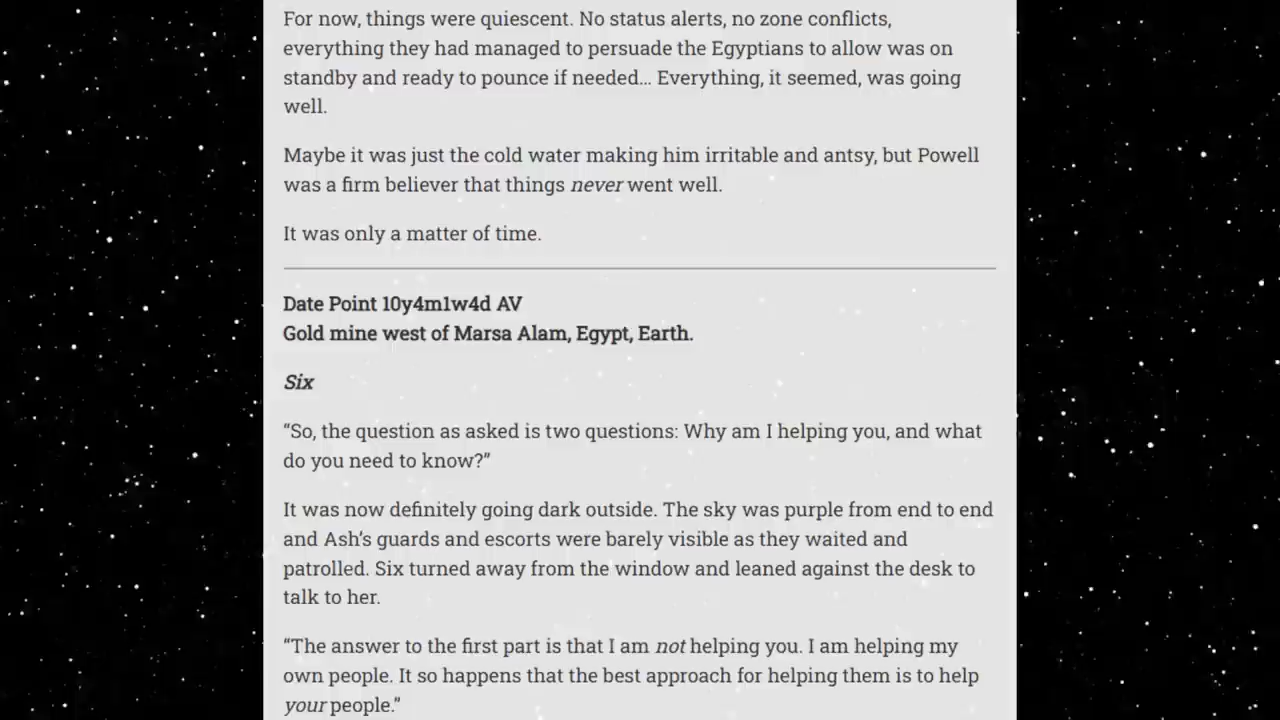 For now, things were quiescent. No status alerts, no zone conflicts,
everything they had managed to persuade the Egyptians to allow was on
standby and ready to pounce if needed… Everything, it seemed, was going
well.
Maybe it was just the cold water making him irritable and antsy, but Powell
was a firm believer that things never went well.
It was only a matter of time.
Date Point 10y4m1w4d AV
Gold mine west of Marsa Alam, Egypt, Earth.
Six
“So, the question as asked is two questions: Why am I helping you, and what
do you need to know?”
It was now definitely going dark outside. The sky was purple from end to end
and Ash’s guards and escorts were barely visible as they waited and
patrolled. Six turned away from the window and leaned against the desk to
talk to her.
“The answer to the first part is that I am not helping you. I am helping my
own people. It so happens that the best approach for helping them is to help
your people.”